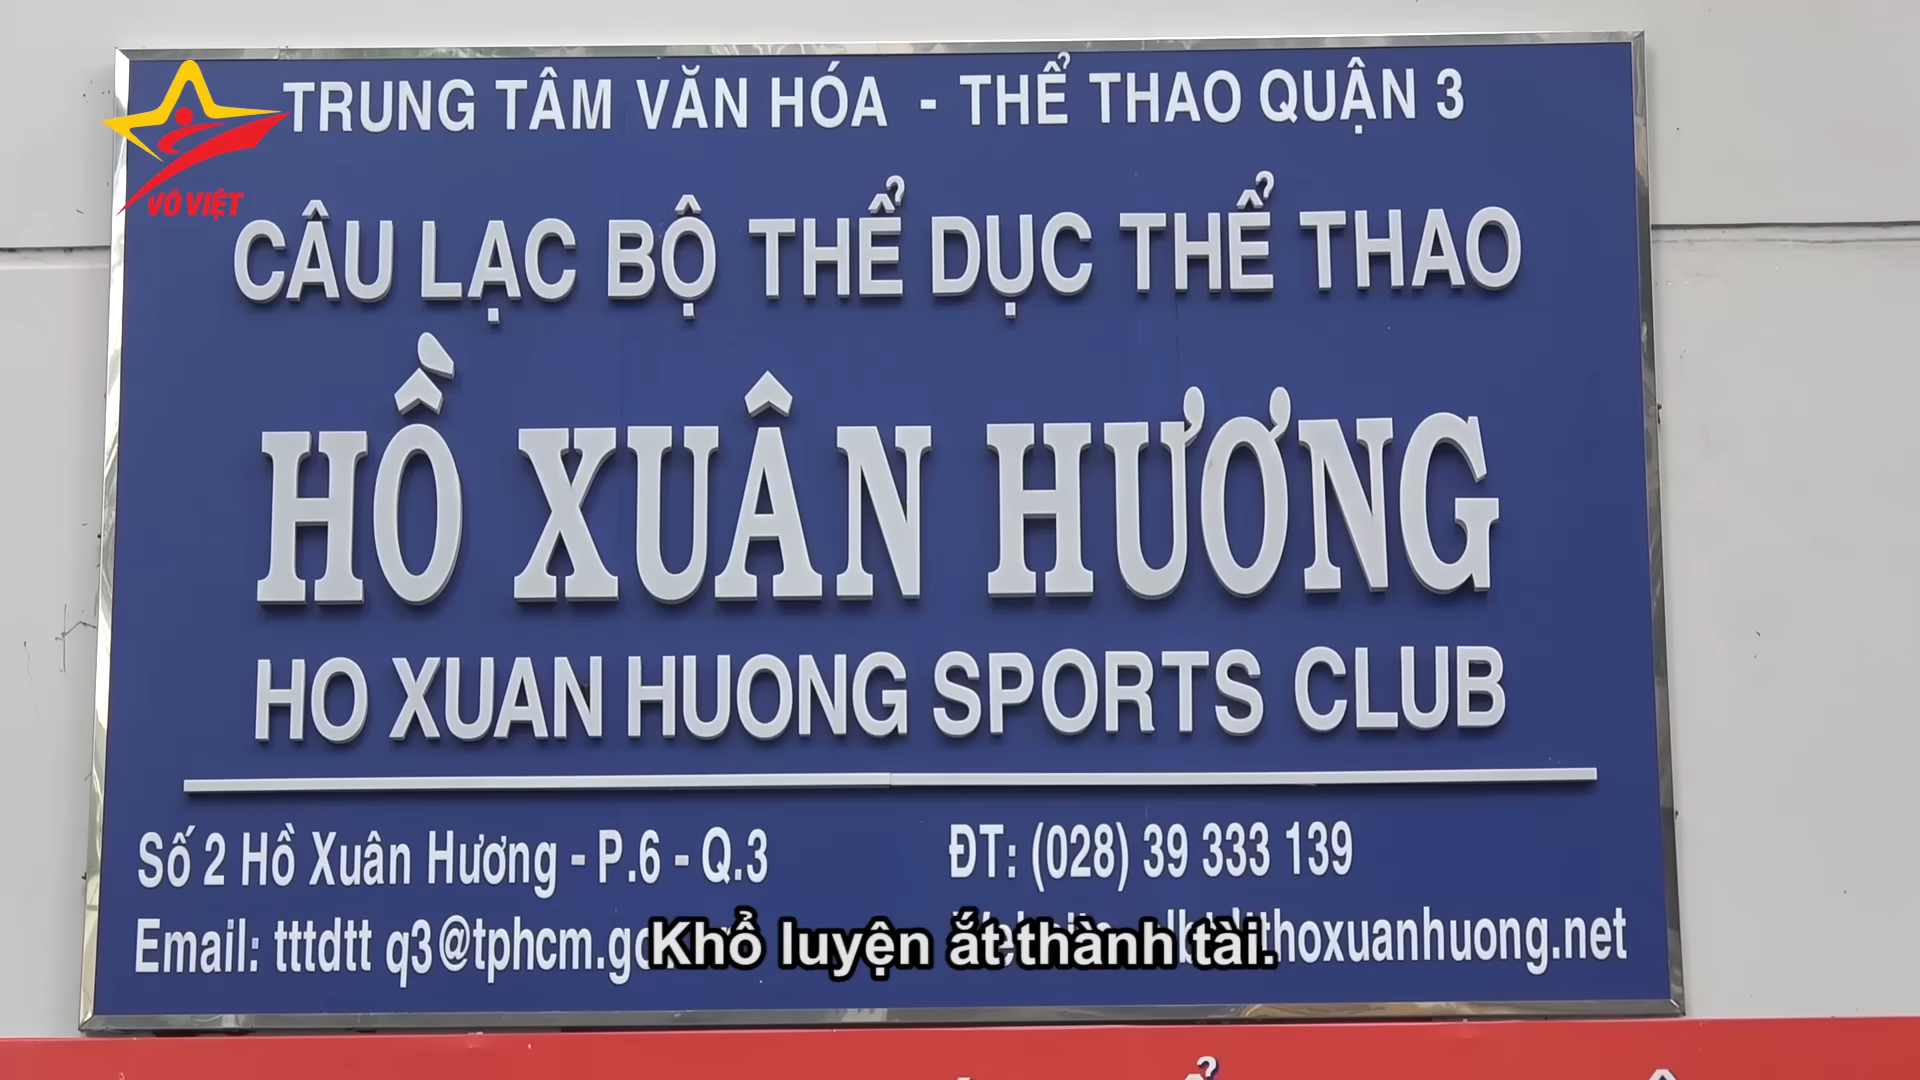 TRUNG TÂM VĂN HÓA - THỂ THAO QUẬN 3
VÕ VIỆT
CÂU LẠC BỘ THỂ DỤC THỂ THAO
HỒ XUÂN HƯƠNG
HO XUAN HUONG SPORTS CLUB
Số 2 Hồ Xuân Hương - P.6 - Q.3
ĐT: (028) 39 333 139
Email: tttdtt q3@tphcm.go
thoxuanhuong.net
Khổ luyện ắt thành tài.